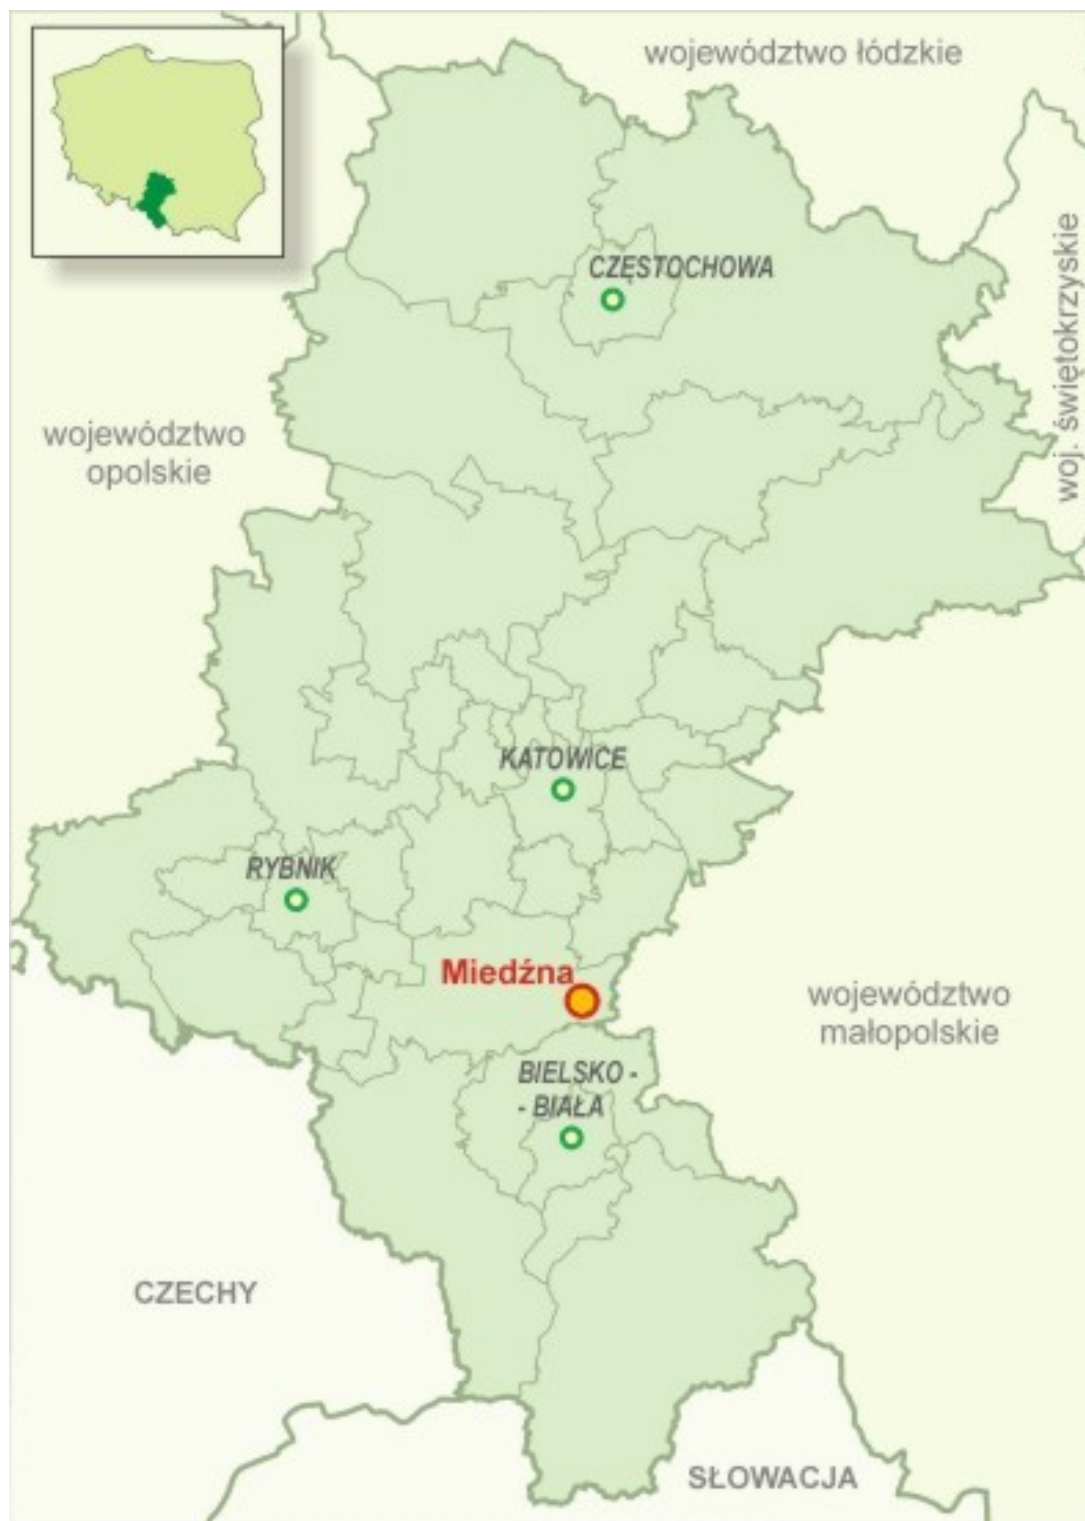 województwo łódzkie
CZĘSTOCHOWA
woj. świętokrzyskie
województwo
opolskie
KATOWICE
RYBNIK
Miedźna
województwo
małopolskie
BIELSKO -
- BIAŁA
CZECHY
SŁOWACJA